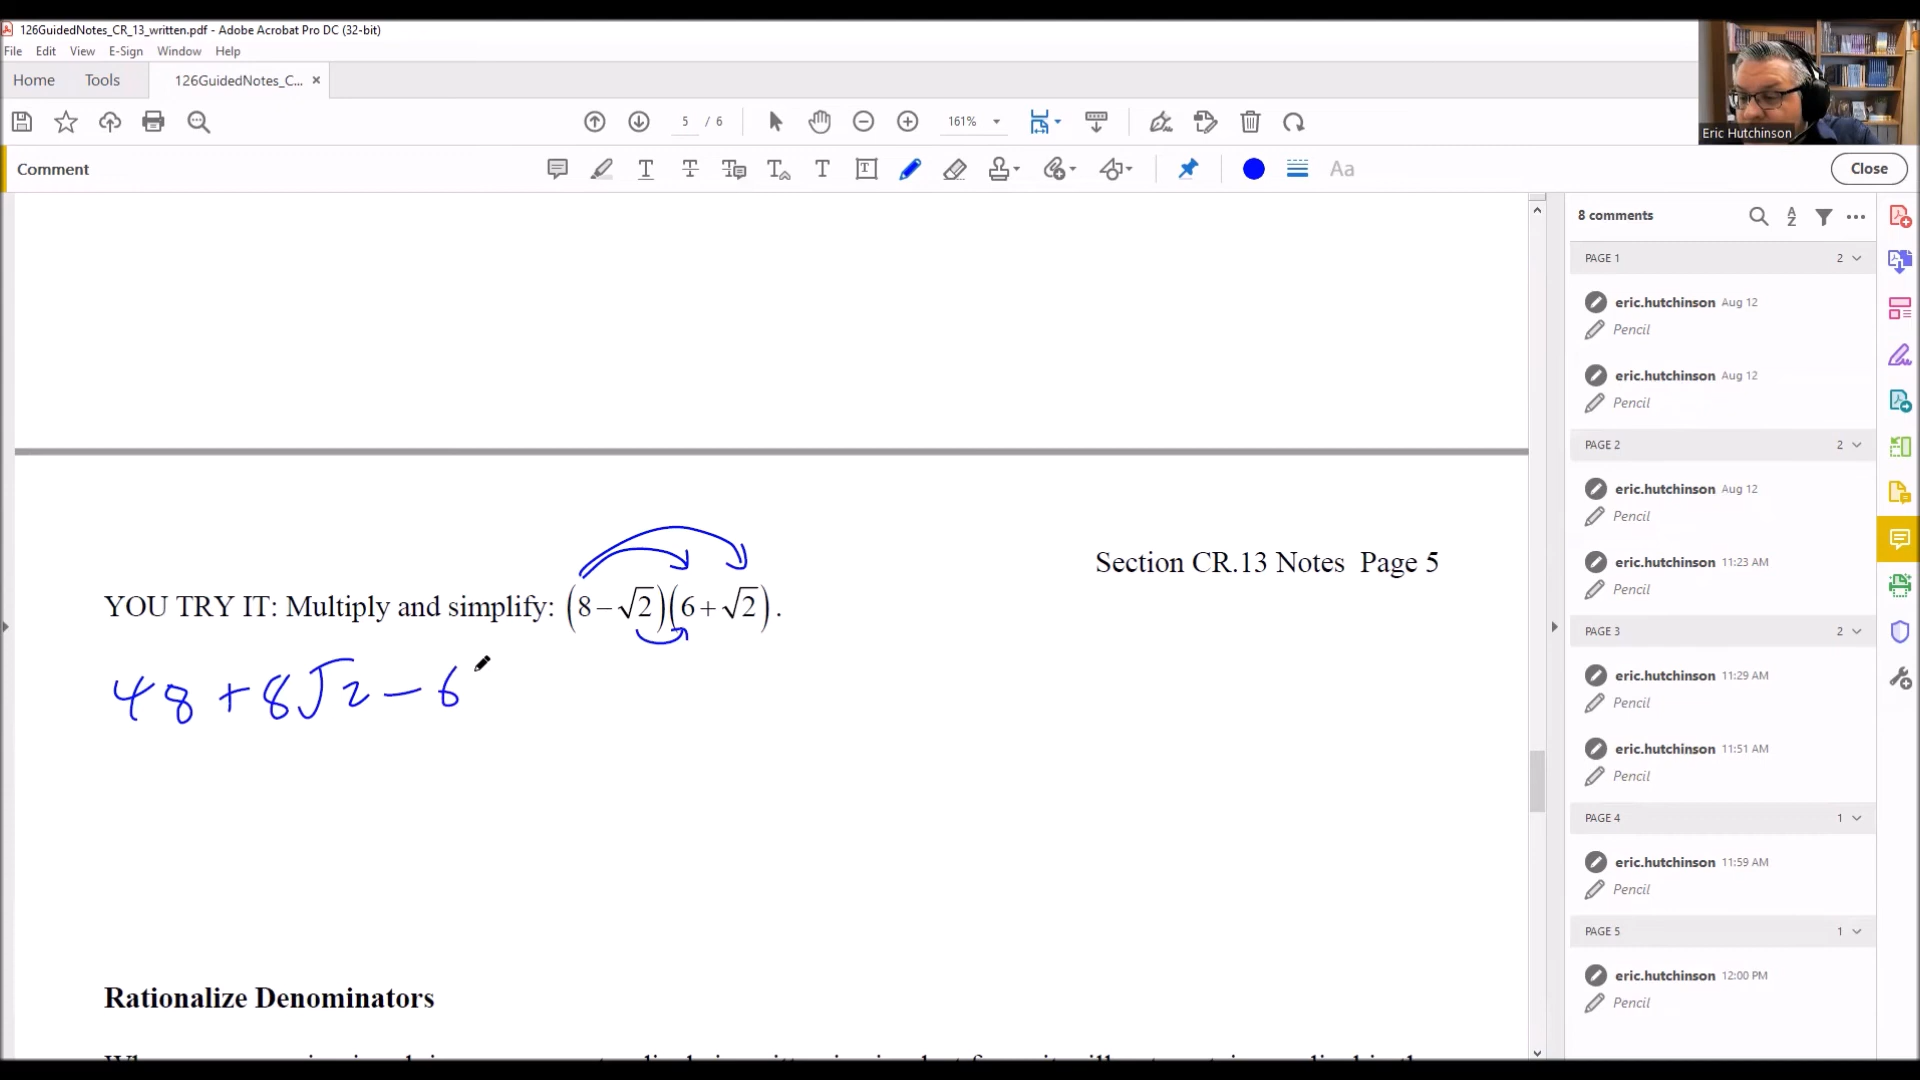 126GuidedNotes_CR_13_written.pdf - Adobe Acrobat Pro DC (32-bit)
File Edit View E-Sign Window Help
Home Tools 126GuidedNotes_C... ×
5 / 6 161%
Eric Hutchinson
Comment
Aa
Close
8 comments
PAGE 1 2
eric.hutchinson Aug 12
Pencil
eric.hutchinson Aug 12
Pencil
PAGE 2 2
eric.hutchinson Aug 12
Pencil
eric.hutchinson 11:23 AM
Pencil
PAGE 3 2
eric.hutchinson 11:29 AM
Pencil
eric.hutchinson 11:51 AM
Pencil
PAGE 4 1
eric.hutchinson 11:59 AM
Pencil
PAGE 5 1
eric.hutchinson 12:00 PM
Pencil
Section CR.13 Notes Page 5
YOU TRY IT: Multiply and simplify: (8−√2)(6+√2).
48 + 8√2 − 6
Rationalize Denominators